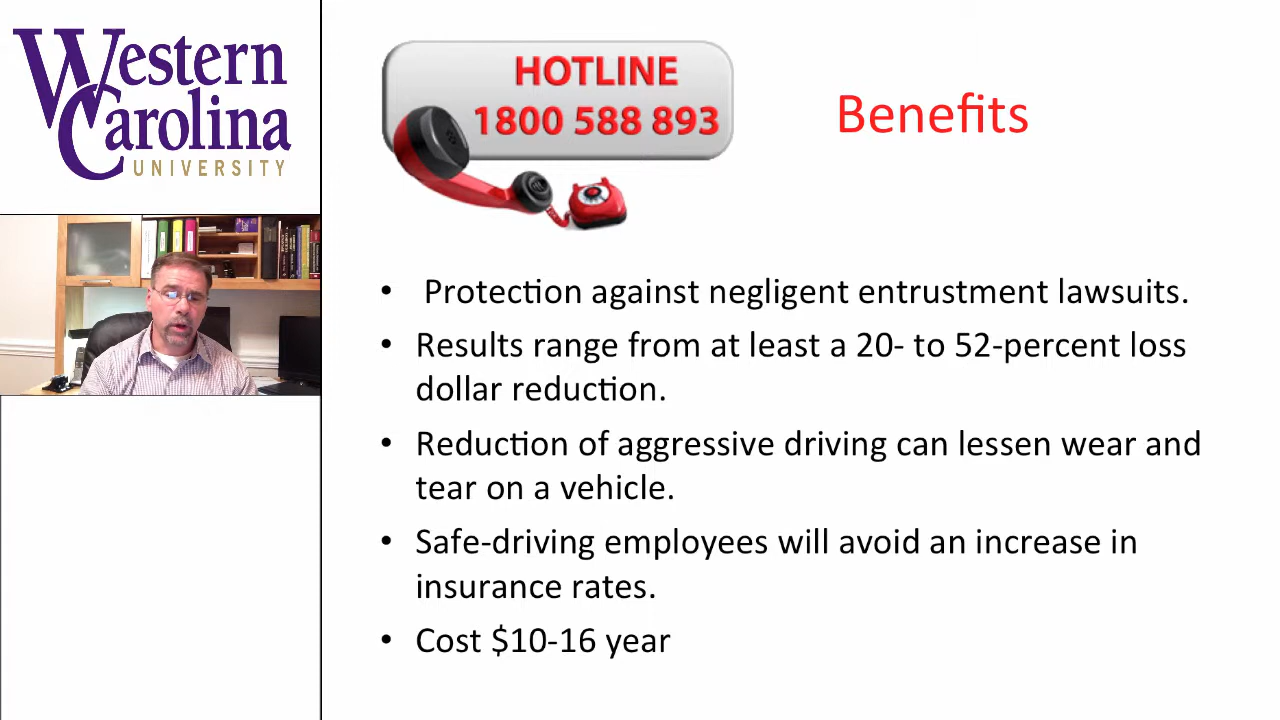 Western
Carolina
UNIVERSITY
HOTLINE
1800 588 893
Benefits
• Protection against negligent entrustment lawsuits.
• Results range from at least a 20- to 52-percent loss
dollar reduction.
• Reduction of aggressive driving can lessen wear and
tear on a vehicle.
• Safe-driving employees will avoid an increase in
insurance rates.
• Cost $10-16 year